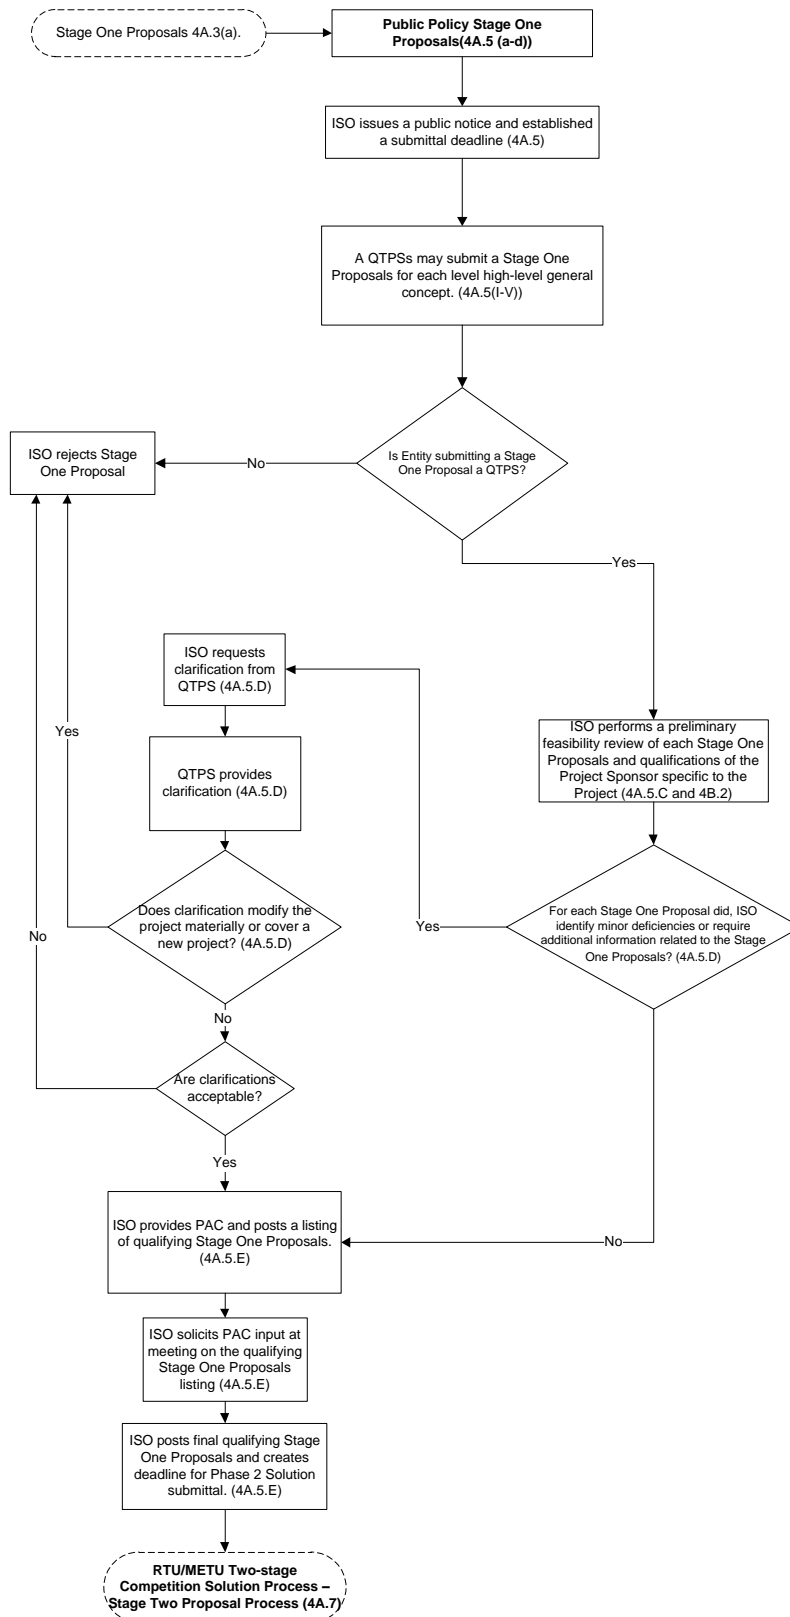 Stage One Proposals 4A.3(a).
Public Policy Stage One
Proposals(4A.5 (a-d))
ISO issues a public notice and established
a submittal deadline (4A.5)
A QTPSs may submit a Stage One
Proposals for each level high-level general
concept. (4A.5(I-V))
Is Entity submitting a Stage
One Proposal a QTPS?
No
ISO rejects Stage
One Proposal
Yes
ISO performs a preliminary
feasibility review of each Stage One
Proposals and qualifications of the
Project Sponsor specific to the
Project (4A.5.C and 4B.2)
For each Stage One Proposal did, ISO
identify minor deficiencies or require
additional information related to the Stage
One Proposals? (4A.5.D)
Yes
ISO requests
clarification from
QTPS (4A.5.D)
QTPS provides
clarification (4A.5.D)
Does clarification modify the
project materially or cover a
new project? (4A.5.D)
Yes
No
Are clarifications
acceptable?
No
Yes
No
ISO provides PAC and posts a listing
of qualifying Stage One Proposals.
(4A.5.E)
ISO solicits PAC input at
meeting on the qualifying
Stage One Proposals
listing (4A.5.E)
ISO posts final qualifying Stage
One Proposals and creates
deadline for Phase 2 Solution
submittal. (4A.5.E)
RTU/METU Two-stage
Competition Solution Process –
Stage Two Proposal Process (4A.7)